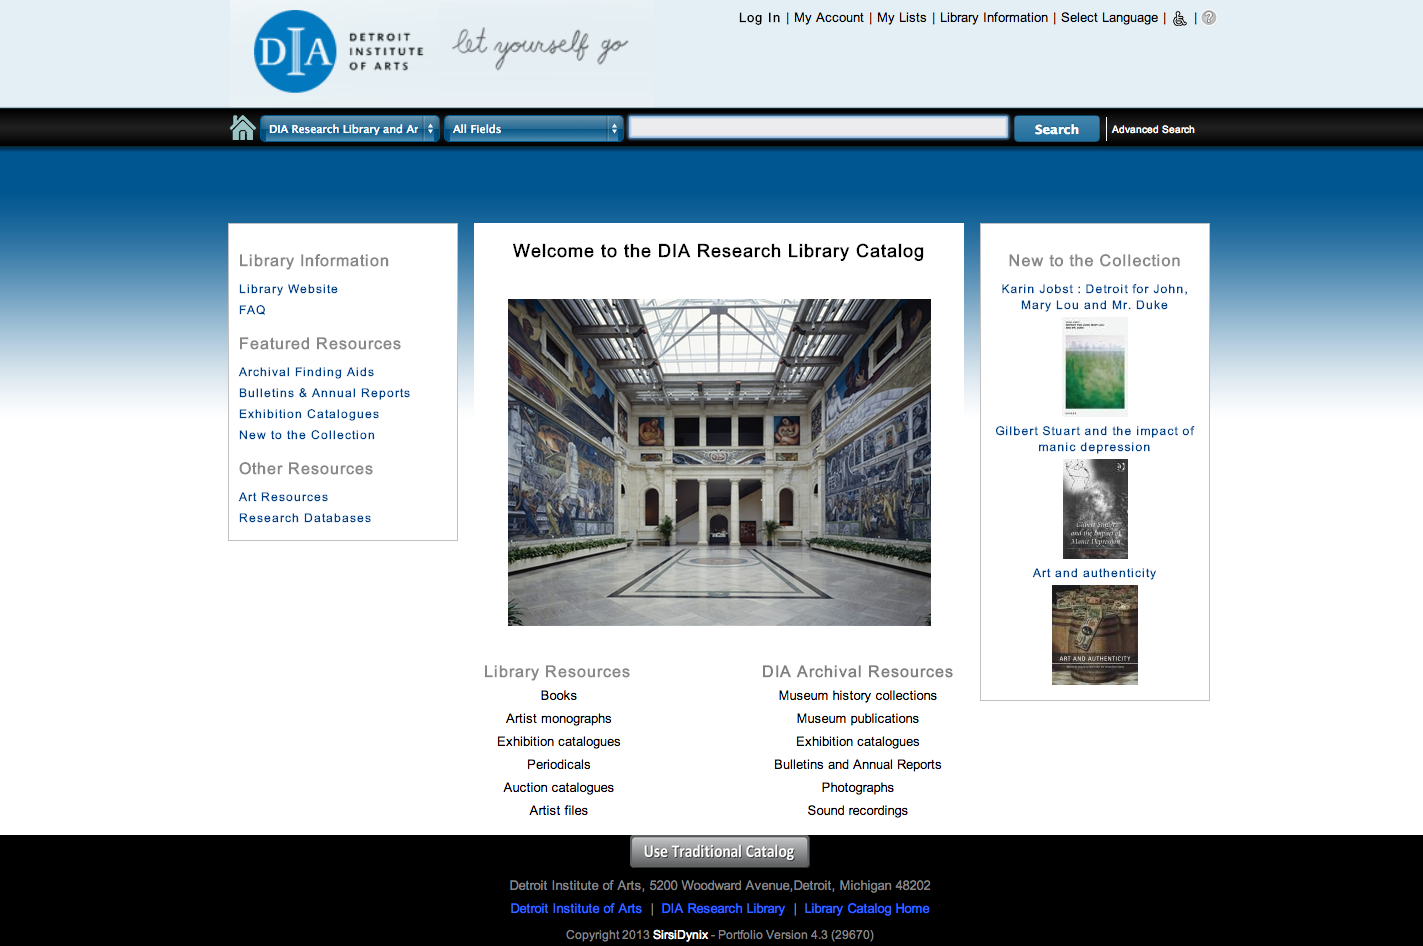 DIA
DETROIT
INSTITUTE
OF ARTS
let yourself go
Log In | My Account | My Lists | Library Information | Select Language | | ?
DIA Research Library and Ar
All Fields
Search
Advanced Search
Library Information
Library Website
FAQ
Featured Resources
Archival Finding Aids
Bulletins & Annual Reports
Exhibition Catalogues
New to the Collection
Other Resources
Art Resources
Research Databases
Welcome to the DIA Research Library Catalog
Library Resources
Books
Artist monographs
Exhibition catalogues
Periodicals
Auction catalogues
Artist files
DIA Archival Resources
Museum history collections
Museum publications
Exhibition catalogues
Bulletins and Annual Reports
Photographs
Sound recordings
New to the Collection
Karin Jobst : Detroit for John,
Mary Lou and Mr. Duke
Gilbert Stuart and the impact of
manic depression
Gilbert Stuart
and the Impact of
Manic Depression
Art and authenticity
ART AND AUTHENTICITY
Use Traditional Catalog
Detroit Institute of Arts, 5200 Woodward Avenue,Detroit, Michigan 48202
Detroit Institute of Arts | DIA Research Library | Library Catalog Home
Copyright 2013 SirsiDynix - Portfolio Version 4.3 (29670)